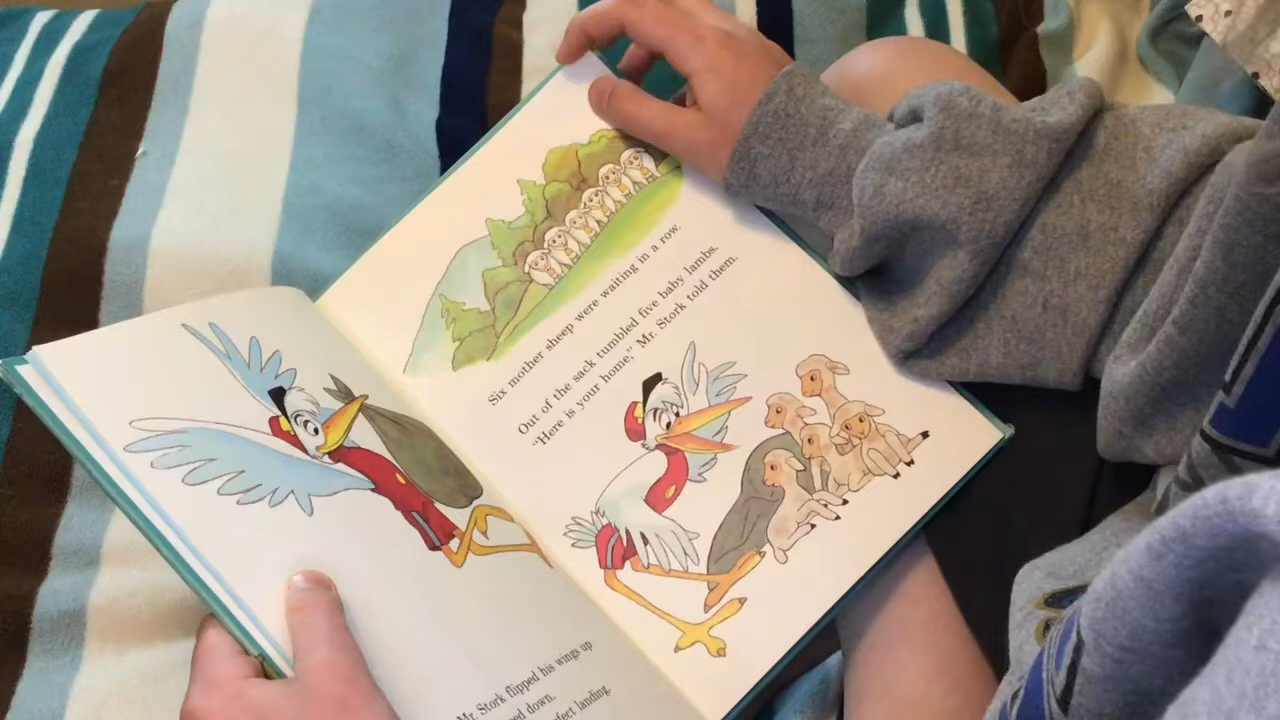 Mr. Stork flipped his wings up
down.
landing.
Six mother sheep were waiting in a row.
Out of the sack tumbled five baby lambs.
"Here is your home," Mr. Stork told them.